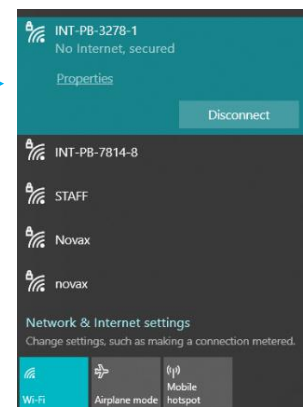 INT-PB-3278-1
No Internet, secured
Properties
Disconnect
INT-PB-7814-8
STAFF
Novax
novax
Network & Internet settings
Change settings, such as making a connection metered.
Wi-Fi
Airplane mode
Mobile
hotspot